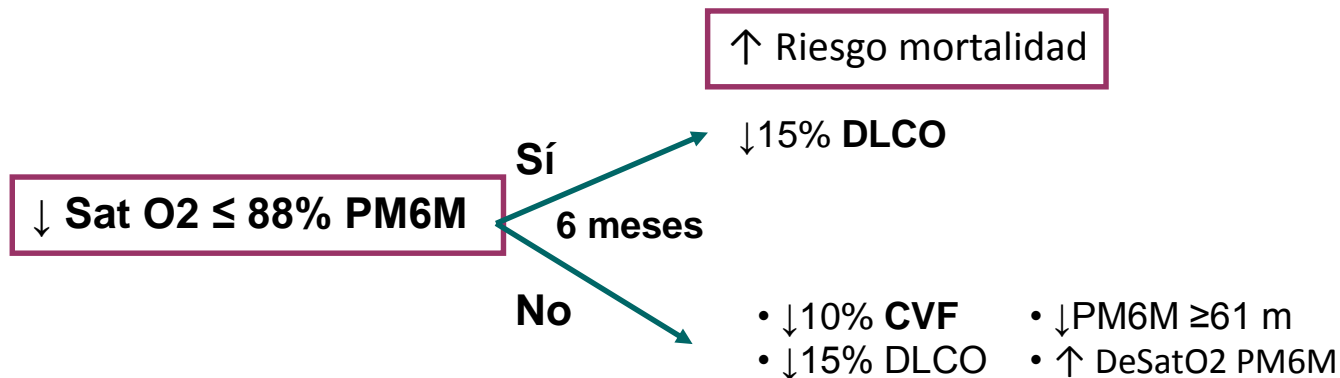 ↑ Riesgo mortalidad
↓15% DLCO
Sí
↓ Sat O2 ≤ 88% PM6M
6 meses
No
• ↓10% CVF • ↓PM6M ≥61 m
• ↓15% DLCO • ↑ DeSatO2 PM6M